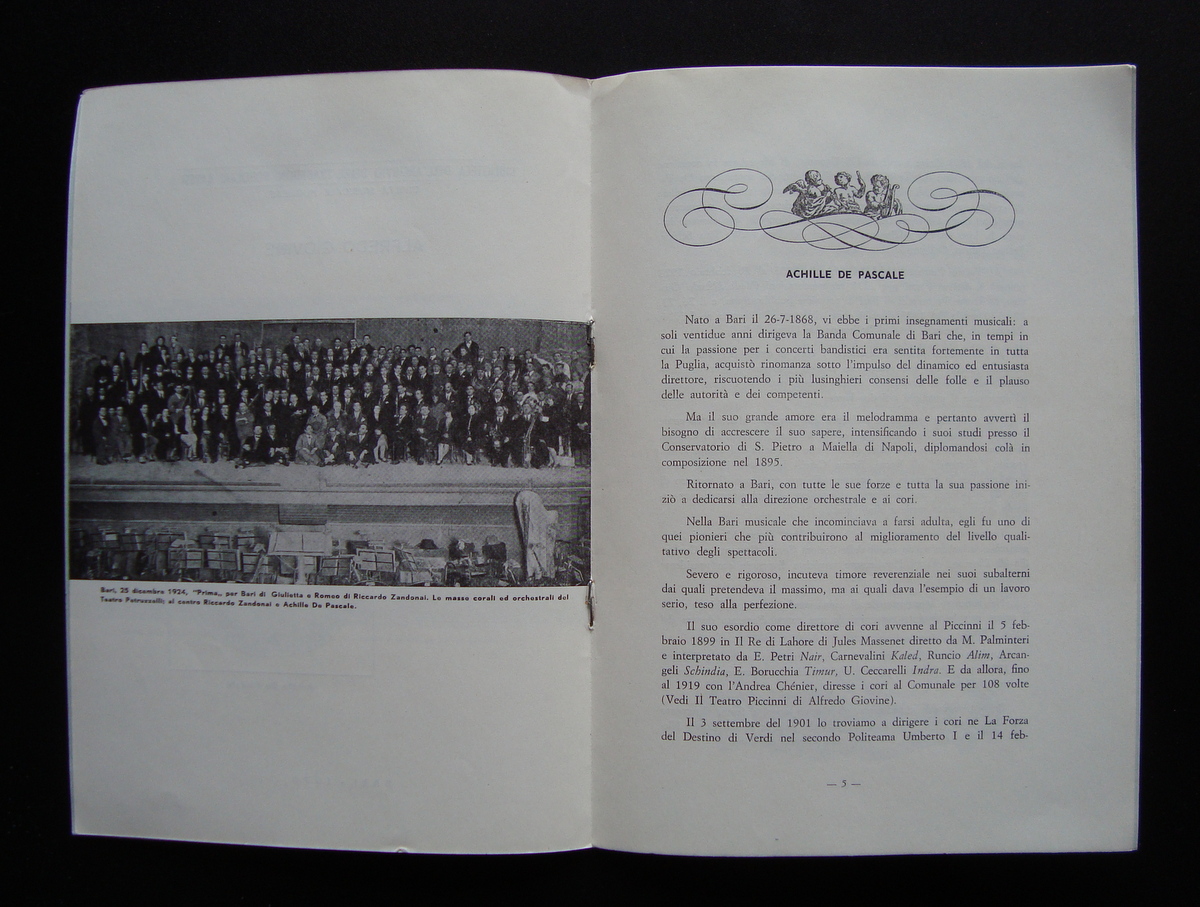 Bari, 25 dicembre 1924, "Prima„ per Bari di Giulietta e Romeo di Riccardo Zandonai. Le masse corali ed orchestrali del
Teatro Petruzzelli: al centro Riccardo Zandonai e Achille De Pascale.
ACHILLE DE PASCALE
Nato a Bari il 26-7-1868, vi ebbe i primi insegnamenti musicali: a
soli ventidue anni dirigeva la Banda Comunale di Bari che, in tempi in
cui la passione per i concerti bandistici era sentita fortemente in tutta
la Puglia, acquistò rinomanza sotto l'impulso del dinamico ed entusiasta
direttore, riscuotendo i più lusinghieri consensi delle folle e il plauso
delle autorità e dei competenti.
Ma il suo grande amore era il melodramma e pertanto avvertì il
bisogno di accrescere il suo sapere, intensificando i suoi studi presso il
Conservatorio di S. Pietro a Maiella di Napoli, diplomandosi colà in
composizione nel 1895.
Ritornato a Bari, con tutte le sue forze e tutta la sua passione ini-
ziò a dedicarsi alla direzione orchestrale e ai cori.
Nella Bari musicale che incominciava a farsi adulta, egli fu uno di
quei pionieri che più contribuirono al miglioramento del livello quali-
tativo degli spettacoli.
Severo e rigoroso, incuteva timore reverenziale nei suoi subalterni
dai quali pretendeva il massimo, ma ai quali dava l'esempio di un lavoro
serio, teso alla perfezione.
Il suo esordio come direttore di cori avvenne al Piccinni il 5 feb-
braio 1899 in Il Re di Lahore di Jules Massenet diretto da M. Palminteri
e interpretato da E. Petri Nair, Carnevalini Kaled, Runcio Alim, Arcan-
geli Schindia, E. Borucchia Timur, U. Ceccarelli Indra. E da allora, fino
al 1919 con l'Andrea Chénier, diresse i cori al Comunale per 108 volte
(Vedi Il Teatro Piccinni di Alfredo Giovine).
Il 3 settembre del 1901 lo troviamo a dirigere i cori ne La Forza
del Destino di Verdi nel secondo Politeama Umberto I e il 14 feb-
— 5 —